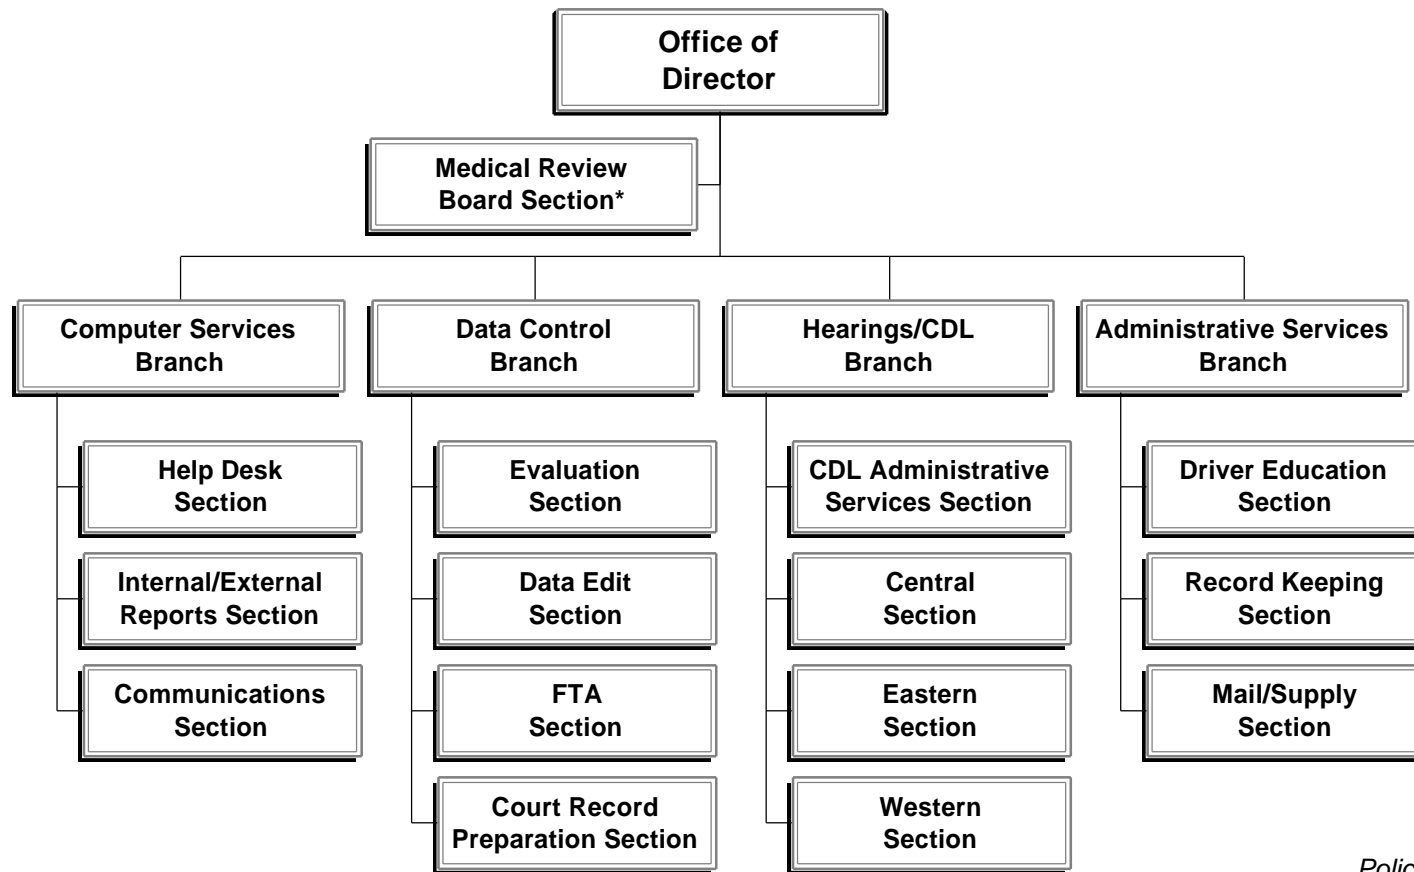 Office of
Director
Medical Review
Board Section*
Computer Services
Branch
Data Control
Branch
Hearings/CDL
Branch
Administrative Services
Branch
Help Desk
Section
Evaluation
Section
CDL Administrative
Services Section
Driver Education
Section
Internal/External
Reports Section
Data Edit
Section
Central
Section
Record Keeping
Section
Communications
Section
FTA
Section
Eastern
Section
Mail/Supply
Section
Court Record
Preparation Section
Western
Section